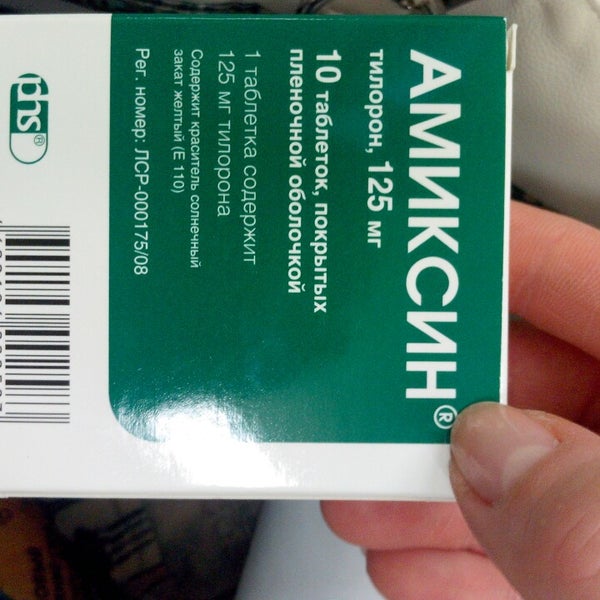 АМИКСИН®
тилорон, 125 мг
10 таблеток, покрытых
пленочной оболочкой
1 таблетка содержит
125 мг тилорона
Содержит краситель солнечный
закат желтый (Е 110)
Рег. номер: ЛСР-000175/08
phs®